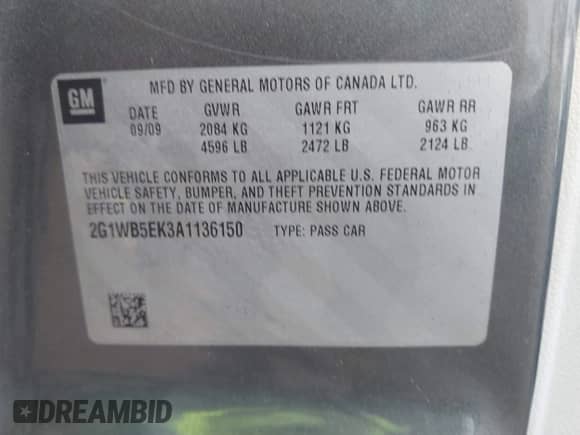 GM
MFD BY GENERAL MOTORS OF CANADA LTD.
DATE GVWR GAWR FRT GAWR RR
09/09 2084 KG 1121 KG 963 KG
4596 LB 2472 LB 2124 LB
THIS VEHICLE CONFORMS TO ALL APPLICABLE U.S. FEDERAL MOTOR
VEHICLE SAFETY, BUMPER, AND THEFT PREVENTION STANDARDS IN
EFFECT ON THE DATE OF MANUFACTURE SHOWN ABOVE.
2G1WB5EK3A1136150 TYPE: PASS CAR
DREAMBID